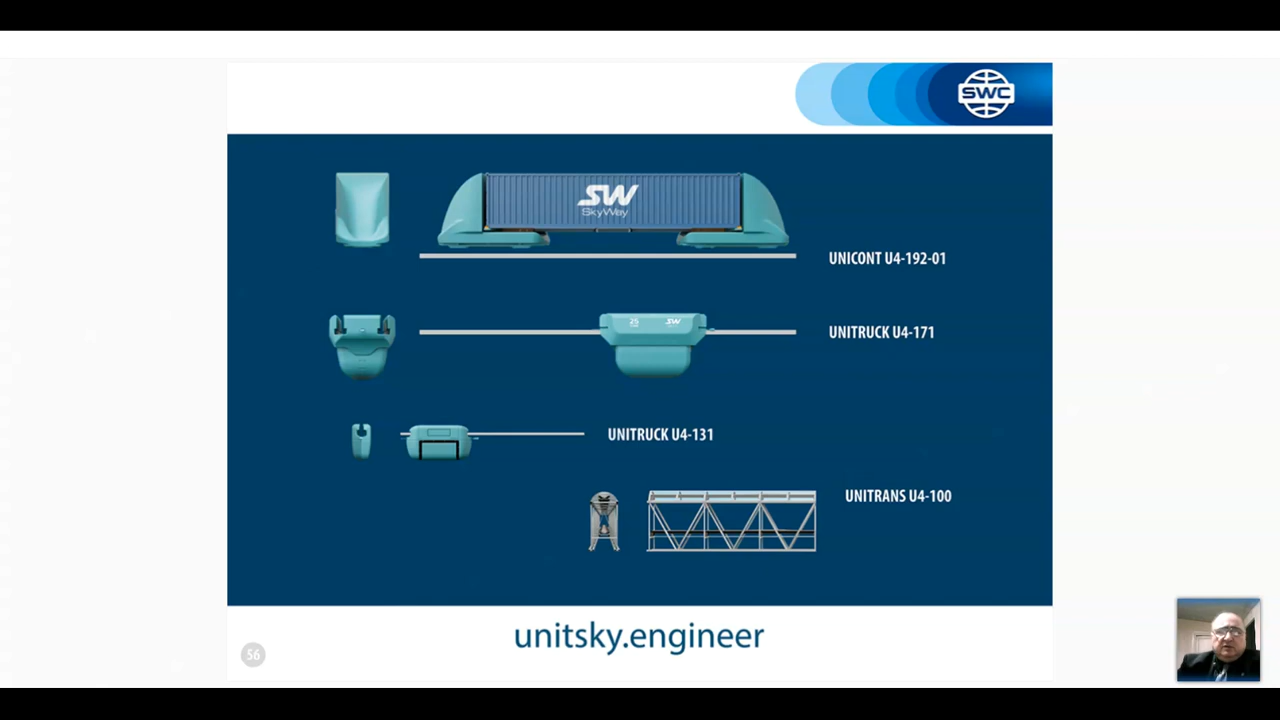 SWC
SW
SkyWay
UNICONT U4-192-01
25
SW
UNITRUCK U4-171
UNITRUCK U4-131
UNITRANS U4-100
unitsky.engineer
56